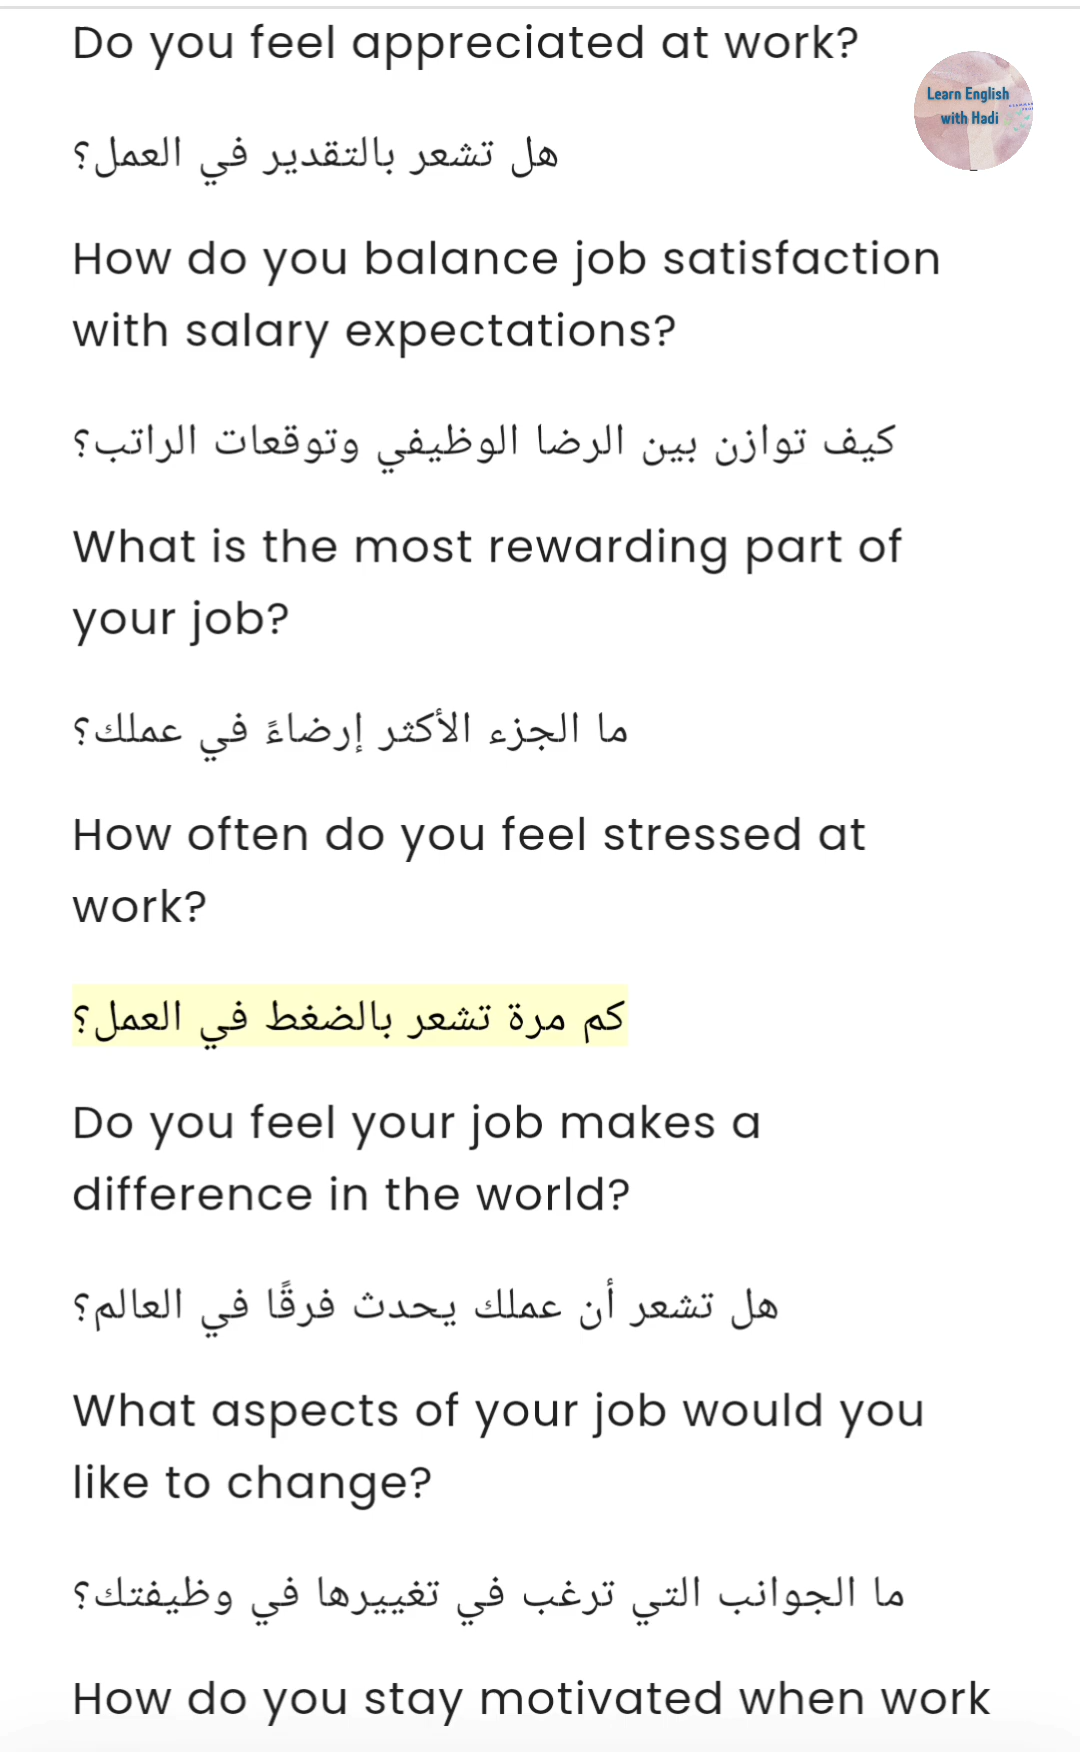 Do you feel appreciated at work?
Learn English
with Hadi
هل تشعر بالتقدير في العمل؟
How do you balance job satisfaction
with salary expectations?
كيف توازن بين الرضا الوظيفي وتوقعات الراتب؟
What is the most rewarding part of
your job?
ما الجزء الأكثر إرضاءً في عملك؟
How often do you feel stressed at
work?
كم مرة تشعر بالضغط في العمل؟
Do you feel your job makes a
difference in the world?
هل تشعر أن عملك يحدث فرقًا في العالم؟
What aspects of your job would you
like to change?
ما الجوانب التي ترغب في تغييرها في وظيفتك؟
How do you stay motivated when work